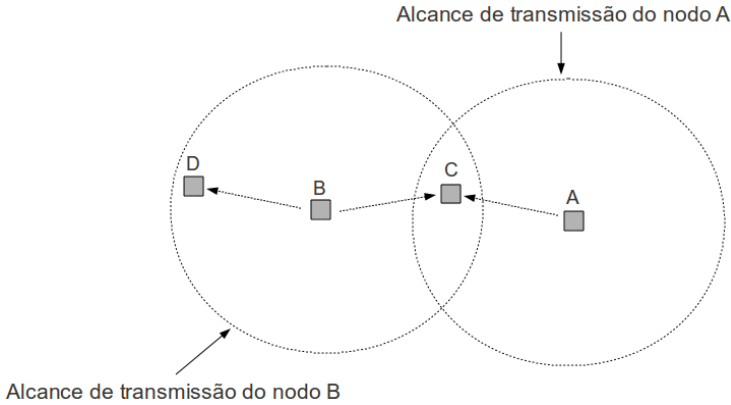 Alcance de transmissão do nodo A
D
B
C
A
Alcance de transmissão do nodo B